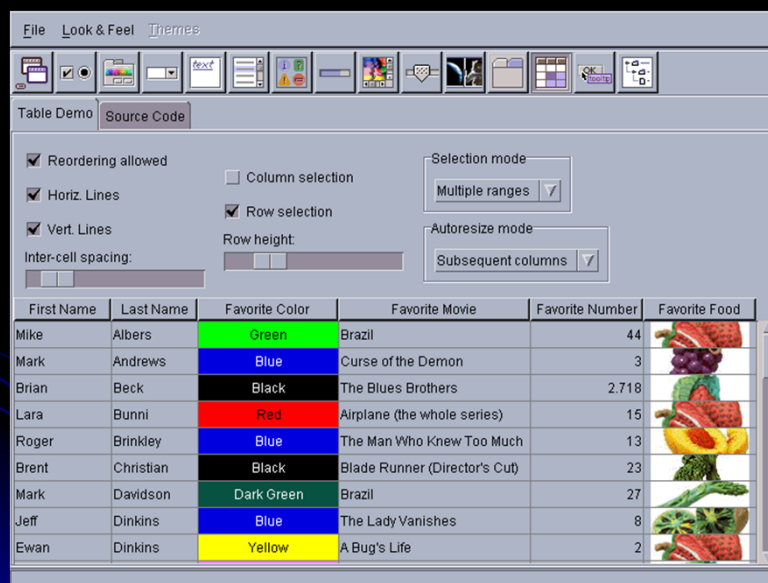 File Look & Feel Themes
text
OK
tooltip
Table Demo Source Code
Reordering allowed
Horiz. Lines
Vert. Lines
Inter-cell spacing:
Column selection
Row selection
Row height:
Selection mode
Multiple ranges
Autoresize mode
Subsequent columns
First Name Last Name Favorite Color Favorite Movie Favorite Number Favorite Food
Mike Albers Green Brazil 44
Mark Andrews Blue Curse of the Demon 3
Brian Beck Black The Blues Brothers 2.718
Lara Bunni Red Airplane (the whole series) 15
Roger Brinkley Blue The Man Who Knew Too Much 13
Brent Christian Black Blade Runner (Director's Cut) 23
Mark Davidson Dark Green Brazil 27
Jeff Dinkins Blue The Lady Vanishes 8
Ewan Dinkins Yellow A Bug's Life 2